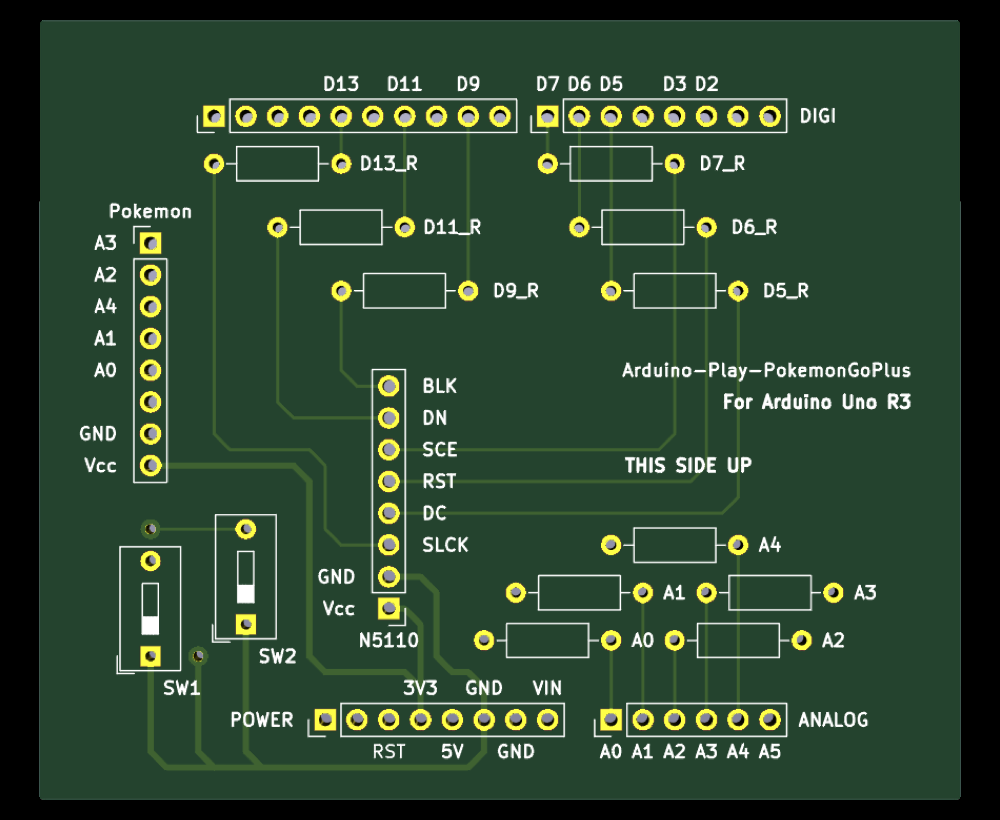 D13 D11 D9 D7 D6 D5 D3 D2
DIGI
D13_R D7_R
Pokemon
D11_R D6_R
A3
A2
D9_R D5_R
A4
A1
A0
Arduino-Play-PokemonGoPlus
BLK
For Arduino Uno R3
DN
GND
SCE
Vcc
THIS SIDE UP
RST
DC
SLCK
A4
GND
A1 A3
Vcc
N5110
A0 A2
SW2
SW1
3V3 GND VIN
POWER
ANALOG
RST 5V GND
A0 A1 A2 A3 A4 A5